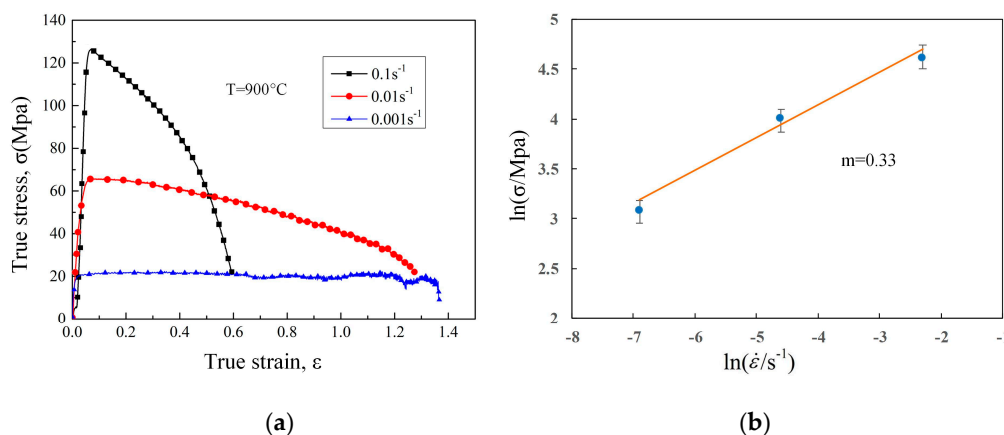 140
120
100
80
60
40
20
0
0.0 0.2 0.4 0.6 0.8 1.0 1.2 1.4
True stress, σ(Mpa)
True strain, ε
T=900°C
0.1s⁻¹
0.01s⁻¹
0.001s⁻¹
(a)
5
4.5
4
3.5
3
2.5
2
-8 -7 -6 -5 -4 -3 -2 -1
ln(σ/Mpa)
ln(ε̇/s⁻¹)
m=0.33
(b)